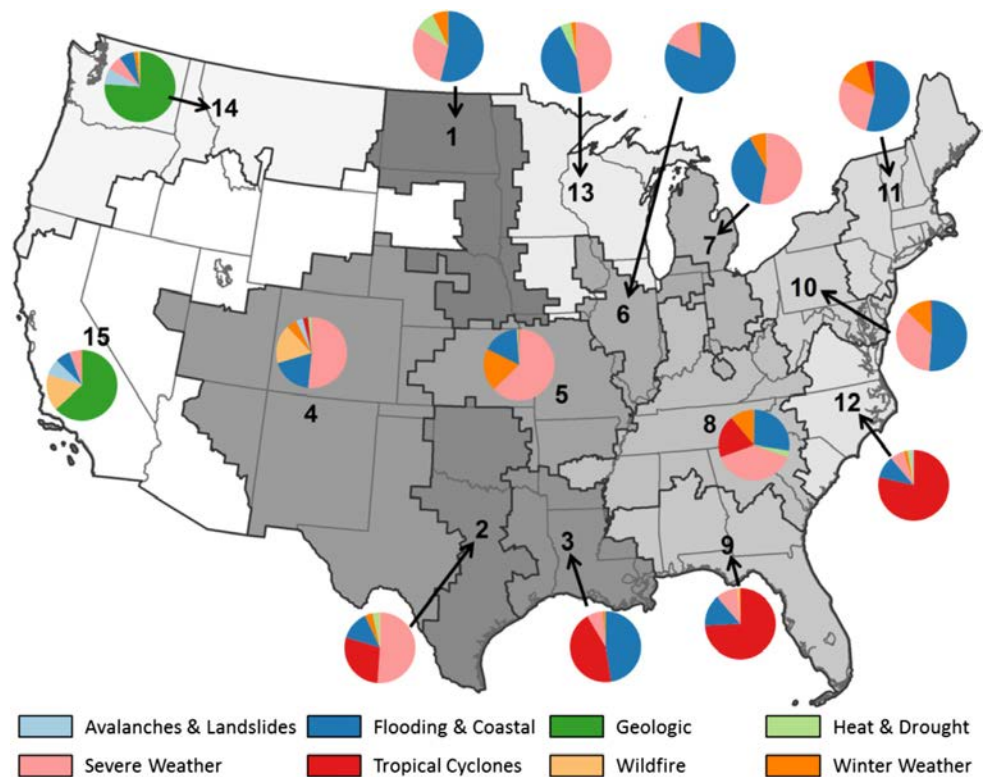 14
1
13
11
7
10
6
15
5
4
12
8
2
3
9
Avalanches & Landslides
Flooding & Coastal
Geologic
Heat & Drought
Severe Weather
Tropical Cyclones
Wildfire
Winter Weather